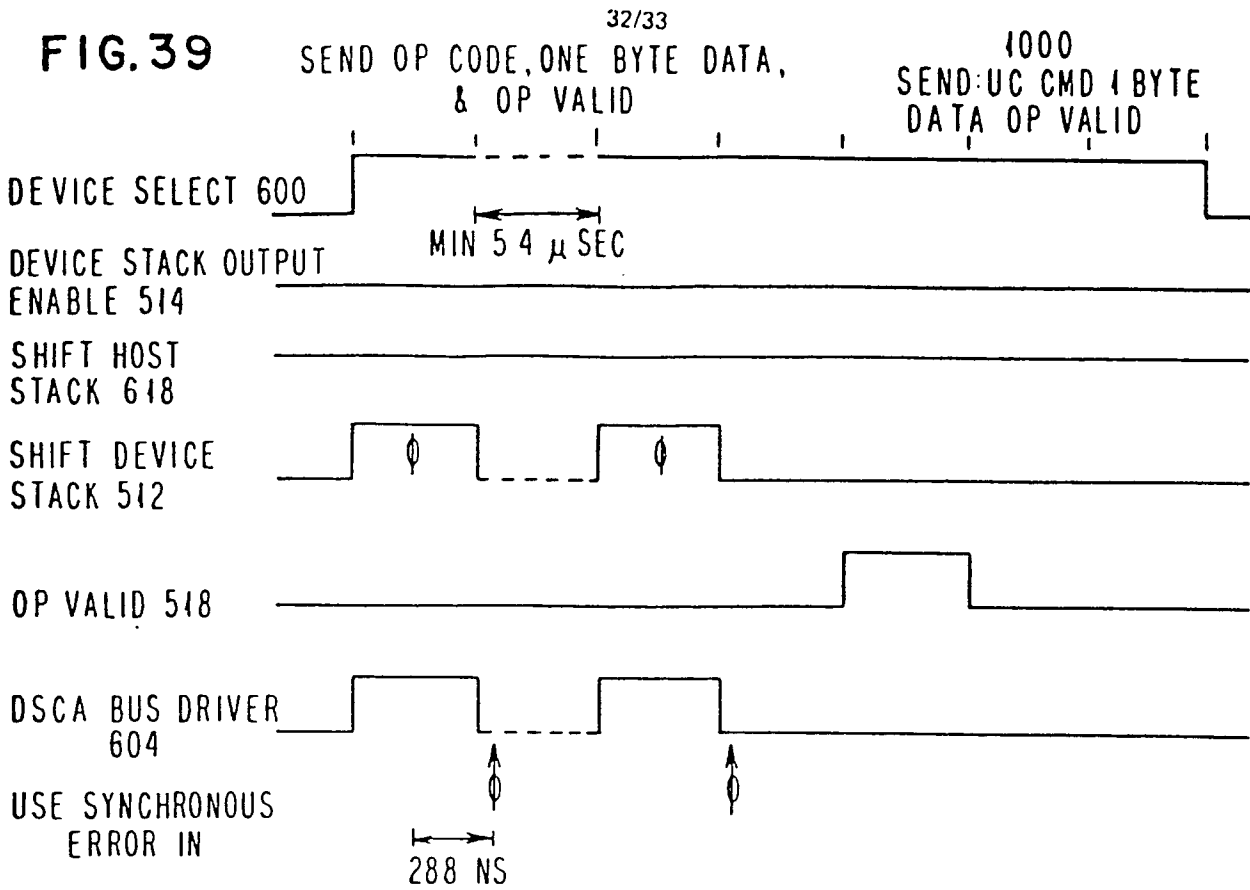 32/33
FIG. 39
SEND OP CODE, ONE BYTE DATA,
& OP VALID
1000
SEND:UC CMD 1 BYTE
DATA OP VALID
DEVICE SELECT 600
MIN 54 μ SEC
DEVICE STACK OUTPUT
ENABLE 514
SHIFT HOST
STACK 618
SHIFT DEVICE
STACK 512
OP VALID 518
DSCA BUS DRIVER
604
USE SYNCHRONOUS
ERROR IN
288 NS